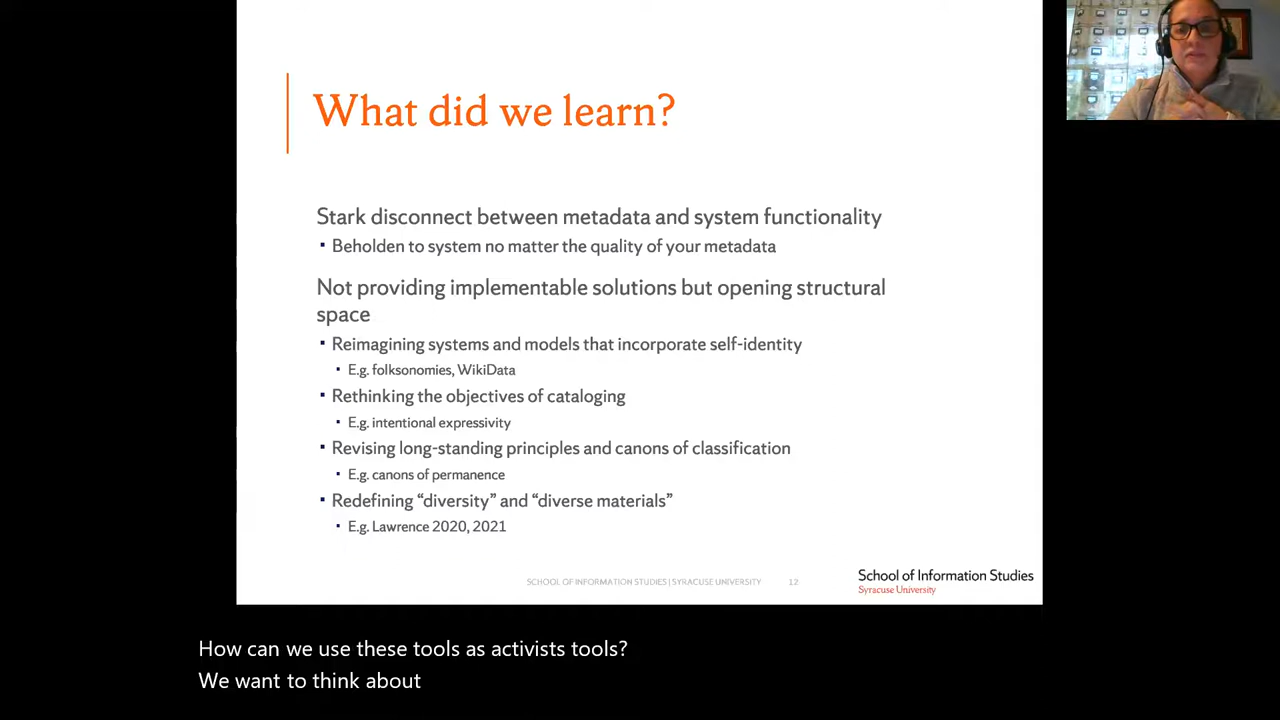 What did we learn?
Stark disconnect between metadata and system functionality
▪ Beholden to system no matter the quality of your metadata
Not providing implementable solutions but opening structural
space
▪ Reimagining systems and models that incorporate self-identity
▪ E.g. folksonomies, WikiData
▪ Rethinking the objectives of cataloging
▪ E.g. intentional expressivity
▪ Revising long-standing principles and canons of classification
▪ E.g. canons of permanence
▪ Redefining “diversity” and “diverse materials”
▪ E.g. Lawrence 2020, 2021
SCHOOL OF INFORMATION STUDIES | SYRACUSE UNIVERSITY 12
School of Information Studies
Syracuse University
How can we use these tools as activists tools?
We want to think about